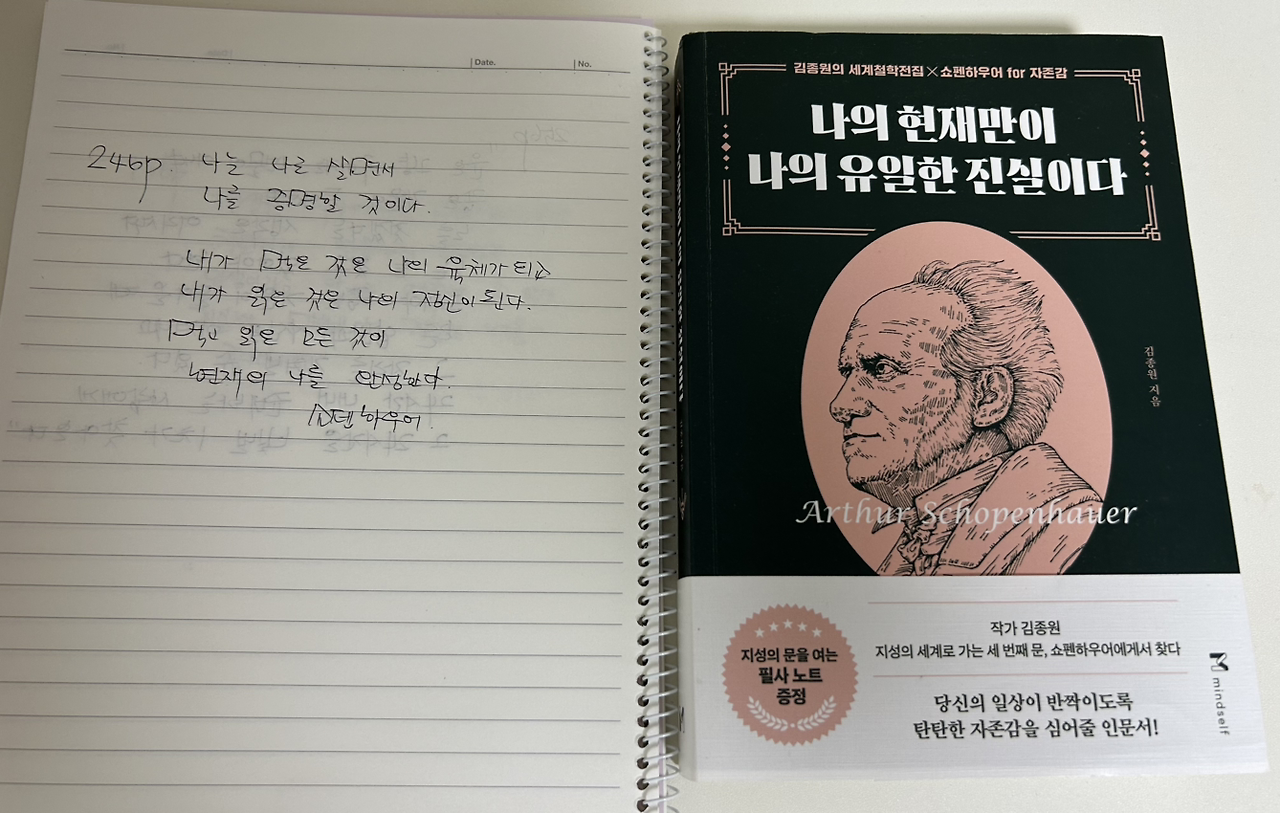 Date.
No.
246p. 나는 나로 살면서
나를 증명할 것이다.
내가 먹은 것은 나의 육체가 되고
내가 읽은 것은 나의 정신이 된다.
먹고 읽은 모든 것이
현재의 나를 완성한다.
쇼펜하우어.
김종원의 세계철학전집×쇼펜하우어 for 자존감
나의 현재만이
나의 유일한 진실이다
김종원 지음
Arthur Schopenhauer
지성의 문을 여는
필사 노트
증정
작가 김종원
지성의 세계로 가는 세 번째 문, 쇼펜하우어에게서 찾다
당신의 일상이 반짝이도록
탄탄한 자존감을 심어줄 인문서!
mindself